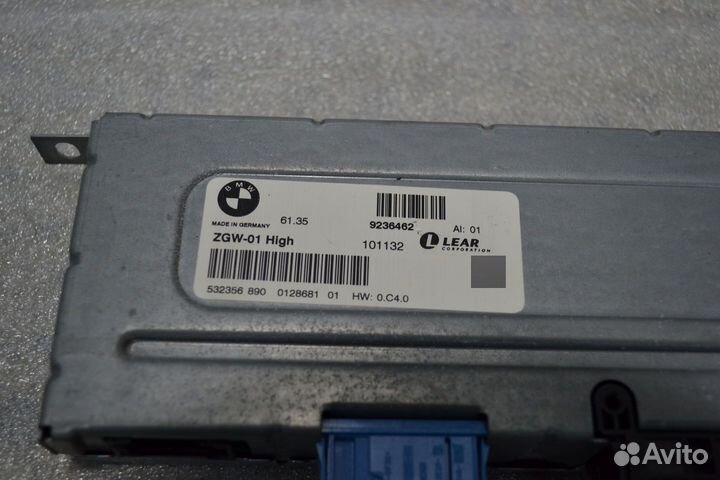 BMW
MADE IN GERMANY
61.35
9236462
AI: 01
ZGW-01 High
101132
LEAR
CORPORATION
532356 890 0128681 01 HW: 0.C4.0
Avito